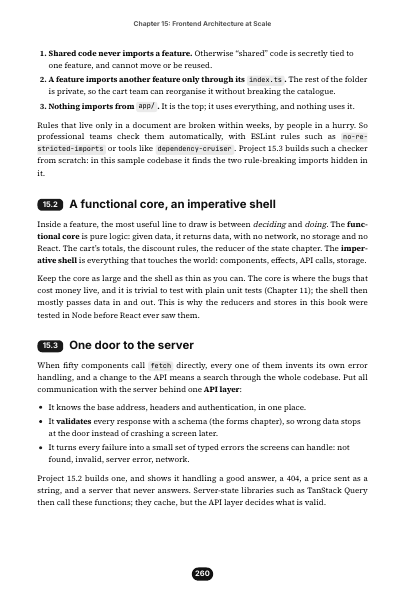 Chapter 15: Frontend Architecture at Scale
1. Shared code never imports a feature. Otherwise “shared” code is secretly tied to
one feature, and cannot move or be reused.
2. A feature imports another feature only through its index.ts. The rest of the folder
is private, so the cart team can reorganise it without breaking the catalogue.
3. Nothing imports from app/. It is the top; it uses everything, and nothing uses it.
Rules that live only in a document are broken within weeks, by people in a hurry. So
professional teams check them automatically, with ESLint rules such as no-re-
stricted-imports or tools like dependency-cruiser. Project 15.3 builds such a checker
from scratch: in this sample codebase it finds the two rule-breaking imports hidden in
it.
15.2 A functional core, an imperative shell
Inside a feature, the most useful line to draw is between deciding and doing. The func-
tional core is pure logic: given data, it returns data, with no network, no storage and no
React. The cart’s totals, the discount rules, the reducer of the state chapter. The imper-
ative shell is everything that touches the world: components, effects, API calls, storage.
Keep the core as large and the shell as thin as you can. The core is where the bugs that
cost money live, and it is trivial to test with plain unit tests (Chapter 11); the shell then
mostly passes data in and out. This is why the reducers and stores in this book were
tested in Node before React ever saw them.
15.3 One door to the server
When fifty components call fetch directly, every one of them invents its own error
handling, and a change to the API means a search through the whole codebase. Put all
communication with the server behind one API layer:
• It knows the base address, headers and authentication, in one place.
• It validates every response with a schema (the forms chapter), so wrong data stops
at the door instead of crashing a screen later.
• It turns every failure into a small set of typed errors the screens can handle: not
found, invalid, server error, network.
Project 15.2 builds one, and shows it handling a good answer, a 404, a price sent as a
string, and a server that never answers. Server-state libraries such as TanStack Query
then call these functions; they cache, but the API layer decides what is valid.
260